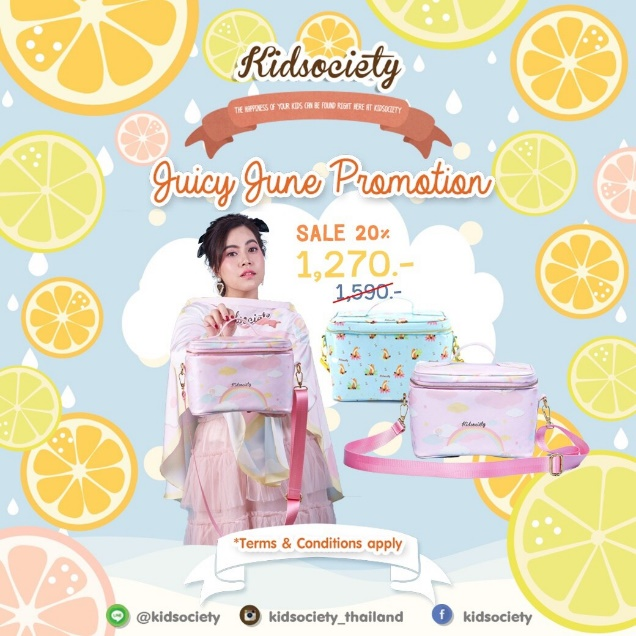 Kidsociety
THE HAPPINESS OF YOUR KIDS CAN BE FOUND RIGHT HERE AT KIDSOCIETY
Juicy June Promotion
SALE 20%
1,270.-
1,590.-
Kidsociety
Kidsociety
Kidsociety
*Terms & Conditions apply
@kidsociety
kidsociety_thailand
kidsociety